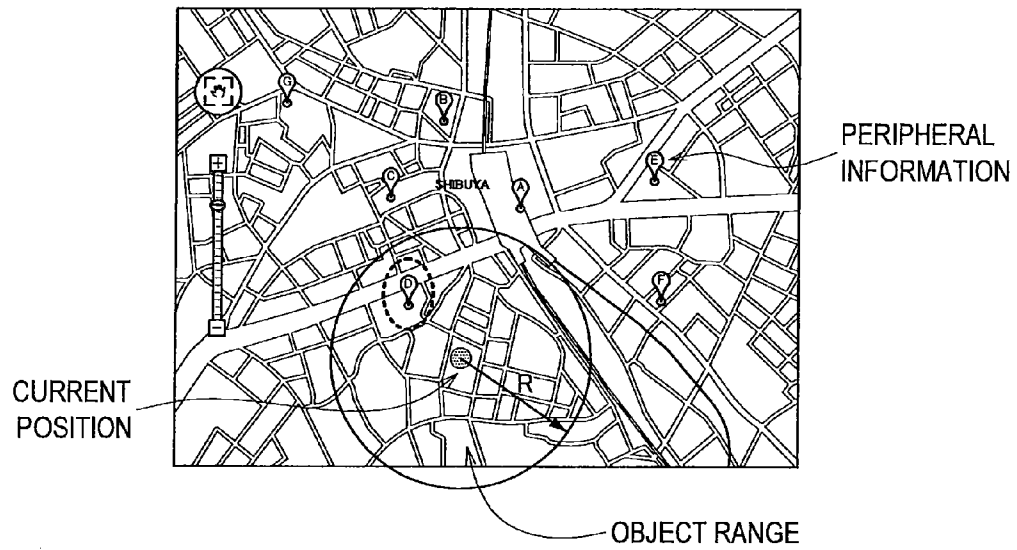 G
B
PERIPHERAL
INFORMATION
E
C
SHIBUYA
A
+
D
F
−
R
CURRENT
POSITION
OBJECT RANGE